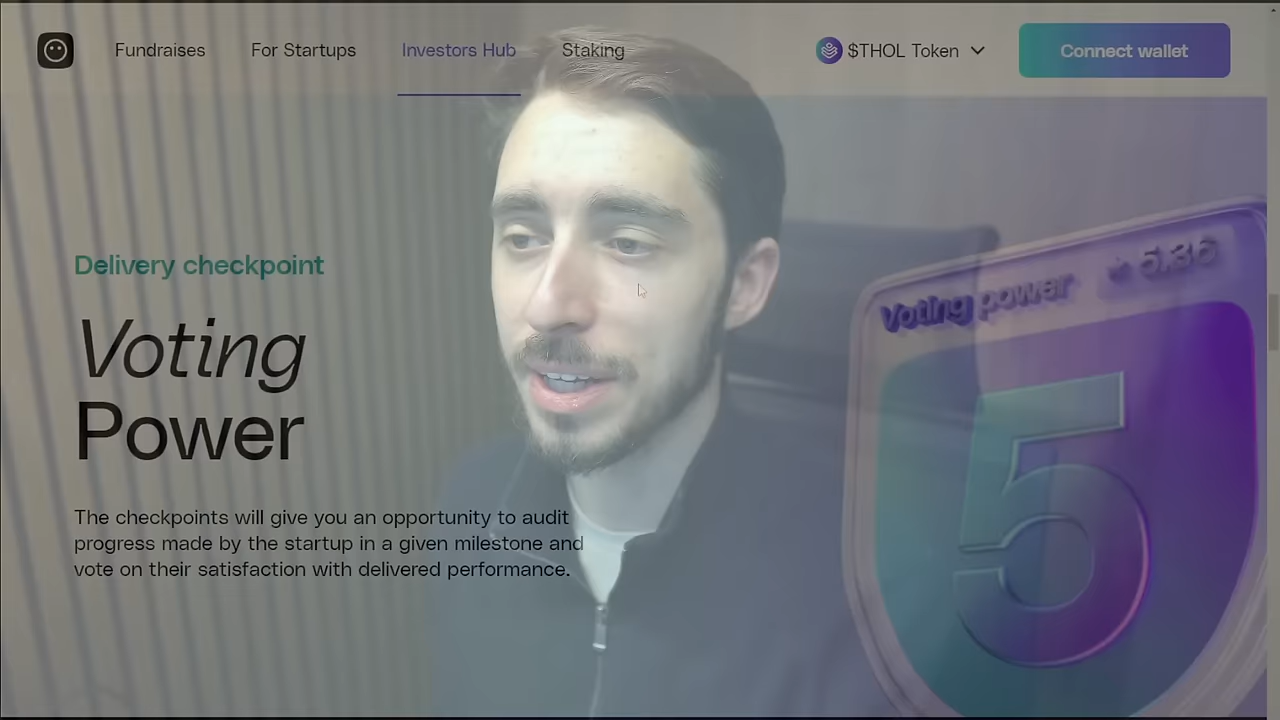 Fundraises For Startups Investors Hub Staking $THOL Token Connect wallet
Delivery checkpoint
Voting
Power
Voting power 5.36
5
The checkpoints will give you an opportunity to audit
progress made by the startup in a given milestone and
vote on their satisfaction with delivered performance.